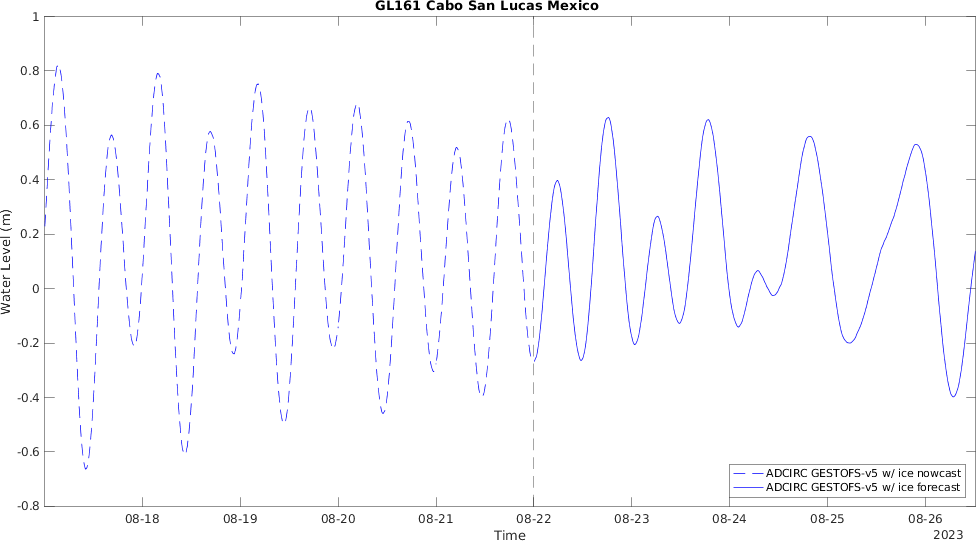 GL161 Cabo San Lucas Mexico
1
0.8
0.6
0.4
0.2
0
-0.2
-0.4
-0.6
-0.8
Water Level (m)
ADCIRC GESTOFS-v5 w/ ice nowcast
ADCIRC GESTOFS-v5 w/ ice forecast
08-18 08-19 08-20 08-21 08-22 08-23 08-24 08-25 08-26
Time
2023